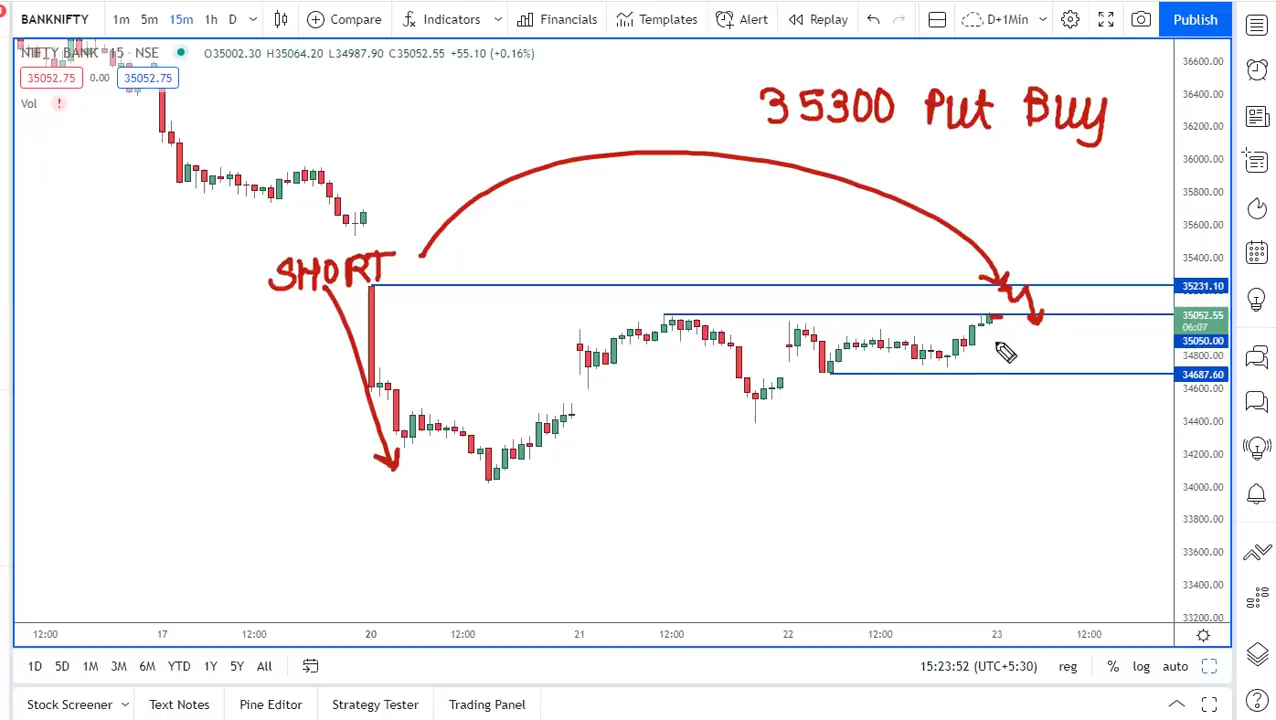 BANKNIFTY 1m 5m 15m 1h D Compare Indicators Financials Templates Alert Replay D+1Min Publish
NIFTY BANK · 15 · NSE O35002.30 H35064.20 L34987.90 C35052.55 +55.10 (+0.16%)
35052.75 0.00 35052.75
Vol !
35300 Put Buy
SHORT
36600.00
36400.00
36200.00
36000.00
35800.00
35600.00
35400.00
35231.10
35052.55
06:07
35050.00
34800.00
34687.60
34600.00
34400.00
34200.00
34000.00
33800.00
33600.00
33400.00
33200.00
12:00 17 12:00 20 12:00 21 12:00 22 12:00 23 12:00
1D 5D 1M 3M 6M YTD 1Y 5Y All 15:23:52 (UTC+5:30) reg % log auto
Stock Screener Text Notes Pine Editor Strategy Tester Trading Panel